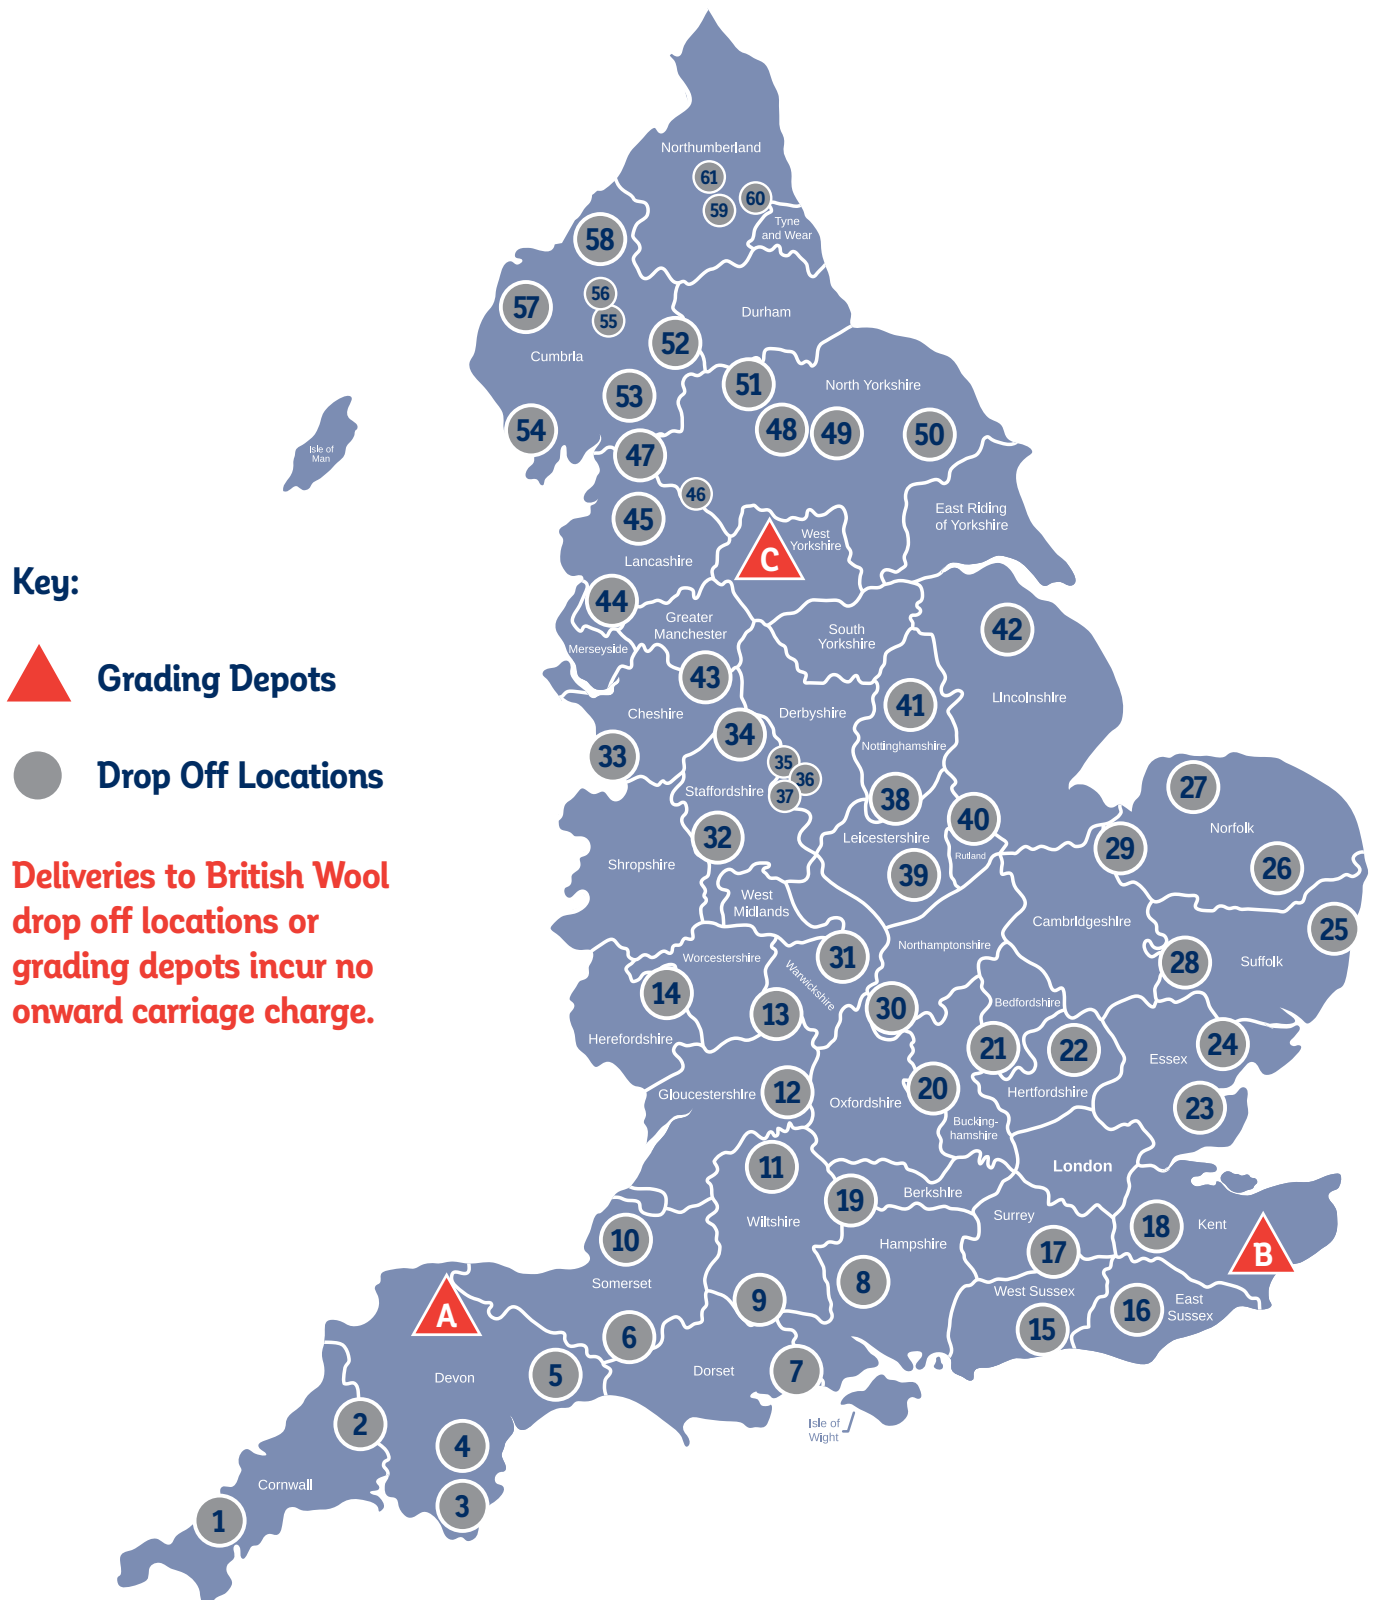 Northumberland
61
60
59
Tyne
and Wear
58
56
57
55
Durham
52
Cumbria
51
North Yorkshire
53
54
48
49
50
Isle of
Man
47
46
45
East Riding
of Yorkshire
West
Yorkshire
C
Lancashire
Key:
44
Greater
Manchester
South
Yorkshire
42
Merseyside
Grading Depots
43
Lincolnshire
Cheshire
Derbyshire
41
34
Nottinghamshire
33
35
Drop Off Locations
36
Staffordshire
37
38
27
40
Norfolk
32
Leicestershire
29
Rutland
Shropshire
39
26
Deliveries to British Wool
drop off locations or
grading depots incur no
onward carriage charge.
West
Midlands
Cambridgeshire
25
Northamptonshire
Worcestershire
31
28
Suffolk
Warwickshire
14
Bedfordshire
30
13
Herefordshire
21
22
24
Essex
Gloucestershire
12
20
Hertfordshire
Oxfordshire
23
Bucking-
hamshire
11
London
19
Berkshire
Wiltshire
Surrey
18
Kent
10
Hampshire
17
B
8
Somerset
West Sussex
9
A
16
East
Sussex
6
15
5
Dorset
7
Devon
2
Isle of
Wight
4
Cornwall
3
1